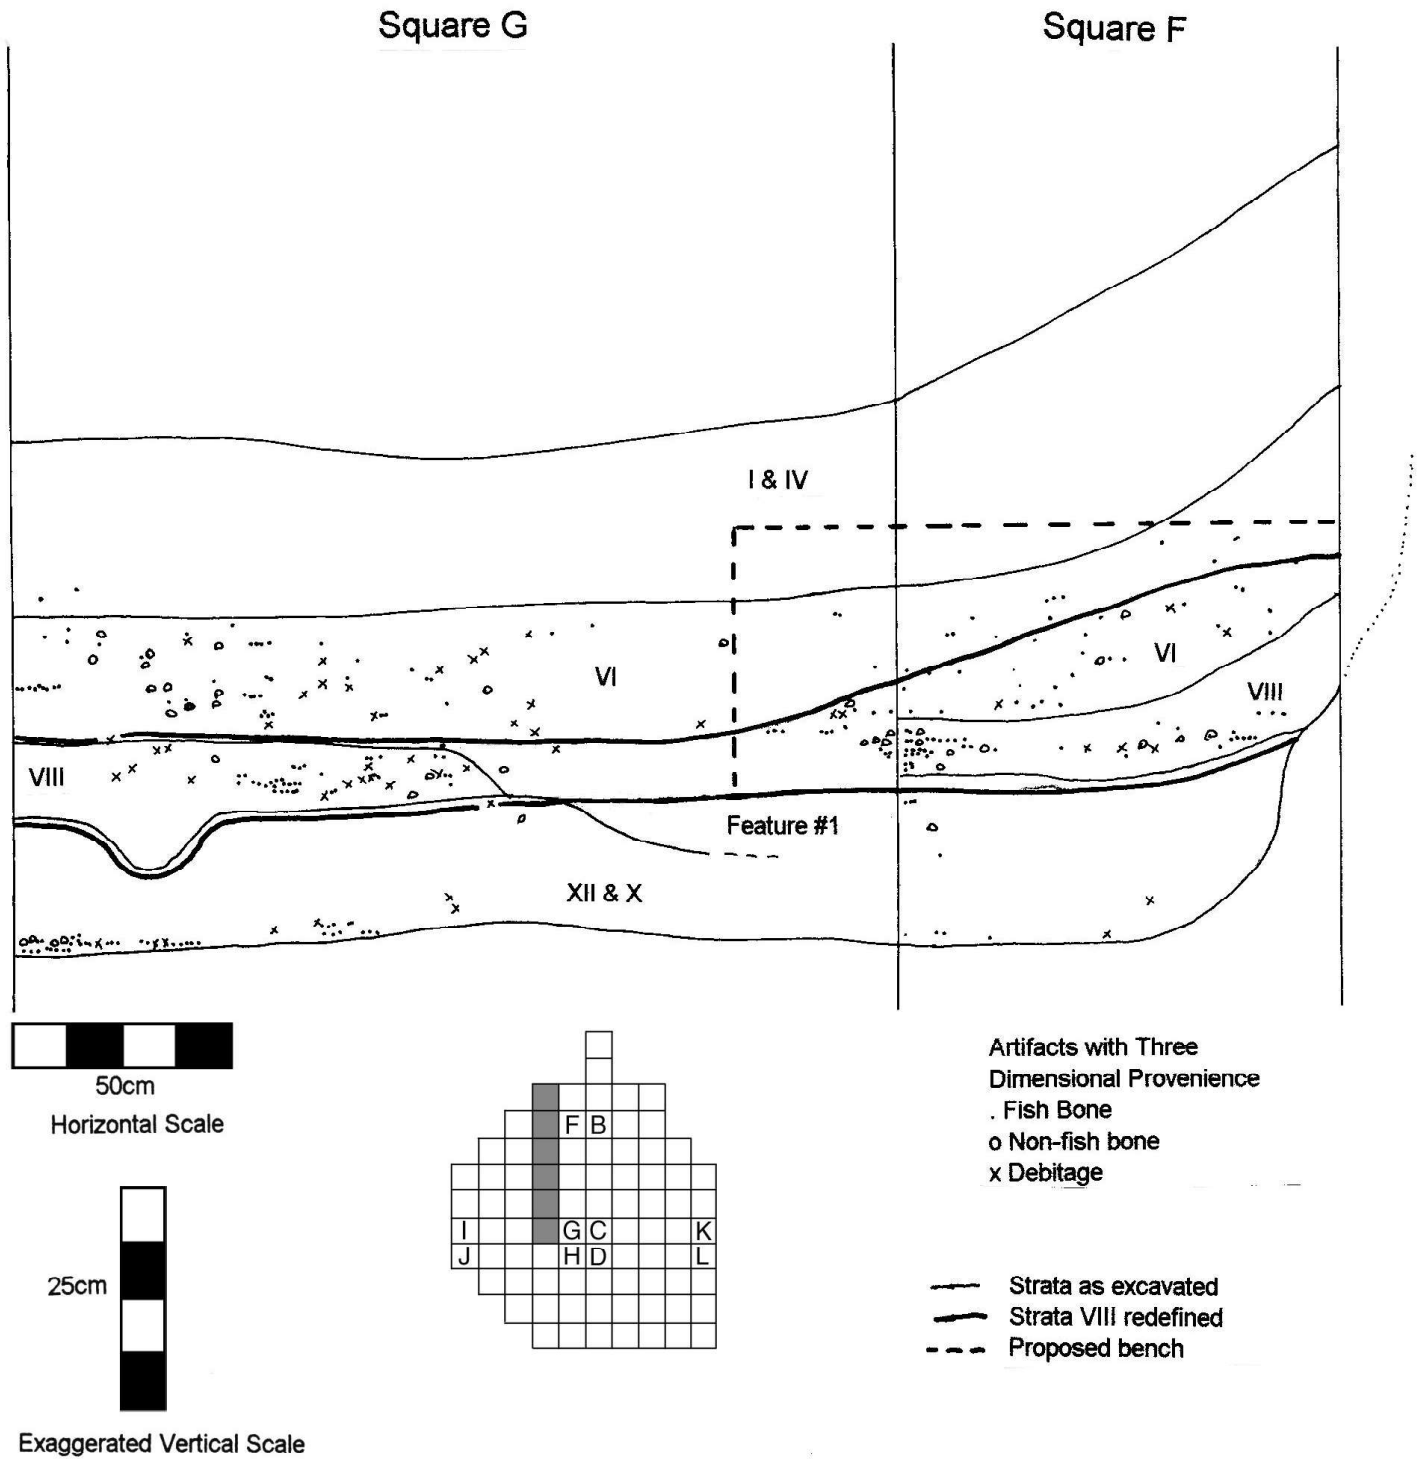 Square G
Square F
I & IV
VI
VI
VIII
VIII
Feature #1
XII & X
50cm
Horizontal Scale
25cm
Exaggerated Vertical Scale
F B
I G C K
J H D L
Artifacts with Three
Dimensional Provenience
. Fish Bone
o Non-fish bone
x Debitage
Strata as excavated
Strata VIII redefined
Proposed bench